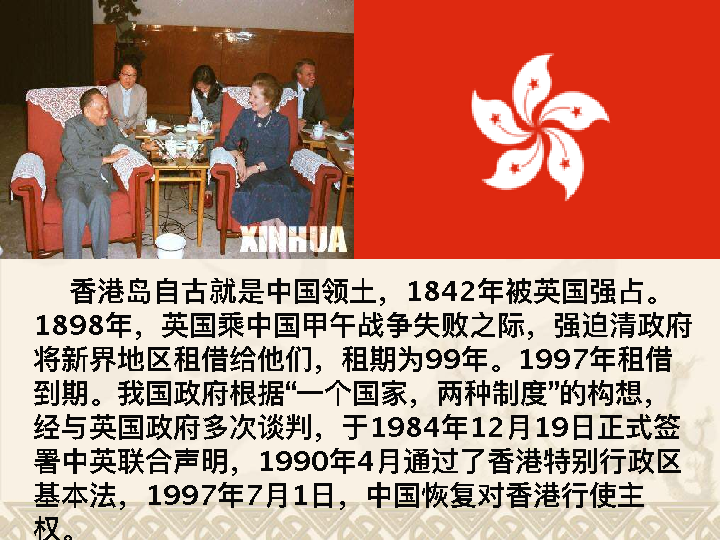 XINHUA
香港岛自古就是中国领土，1842年被英国强占。
1898年，英国乘中国甲午战争失败之际，强迫清政府
将新界地区租借给他们，租期为99年。1997年租借
到期。我国政府根据“一个国家，两种制度”的构想，
经与英国政府多次谈判，于1984年12月19日正式签
署中英联合声明，1990年4月通过了香港特别行政区
基本法，1997年7月1日，中国恢复对香港行使主
权。